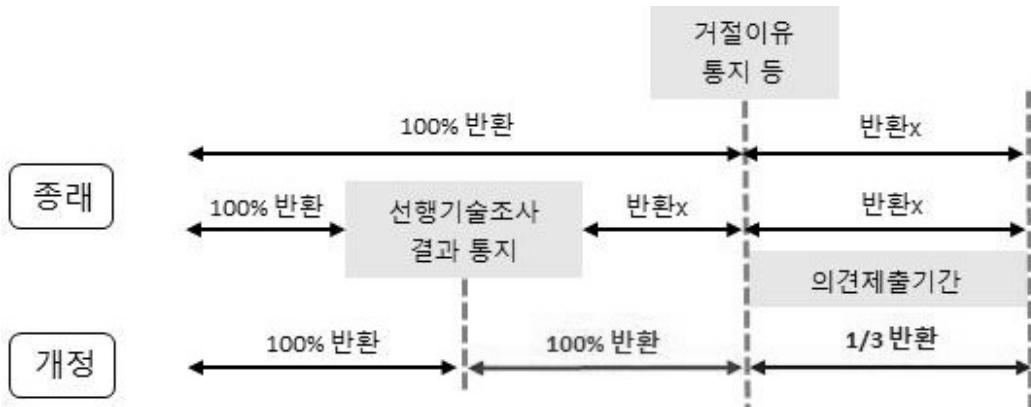 거절이유
통지 등
100% 반환
반환x
종래
100% 반환
선행기술조사
결과 통지
반환x
반환x
의견제출기간
개정
100% 반환
100% 반환
1/3 반환